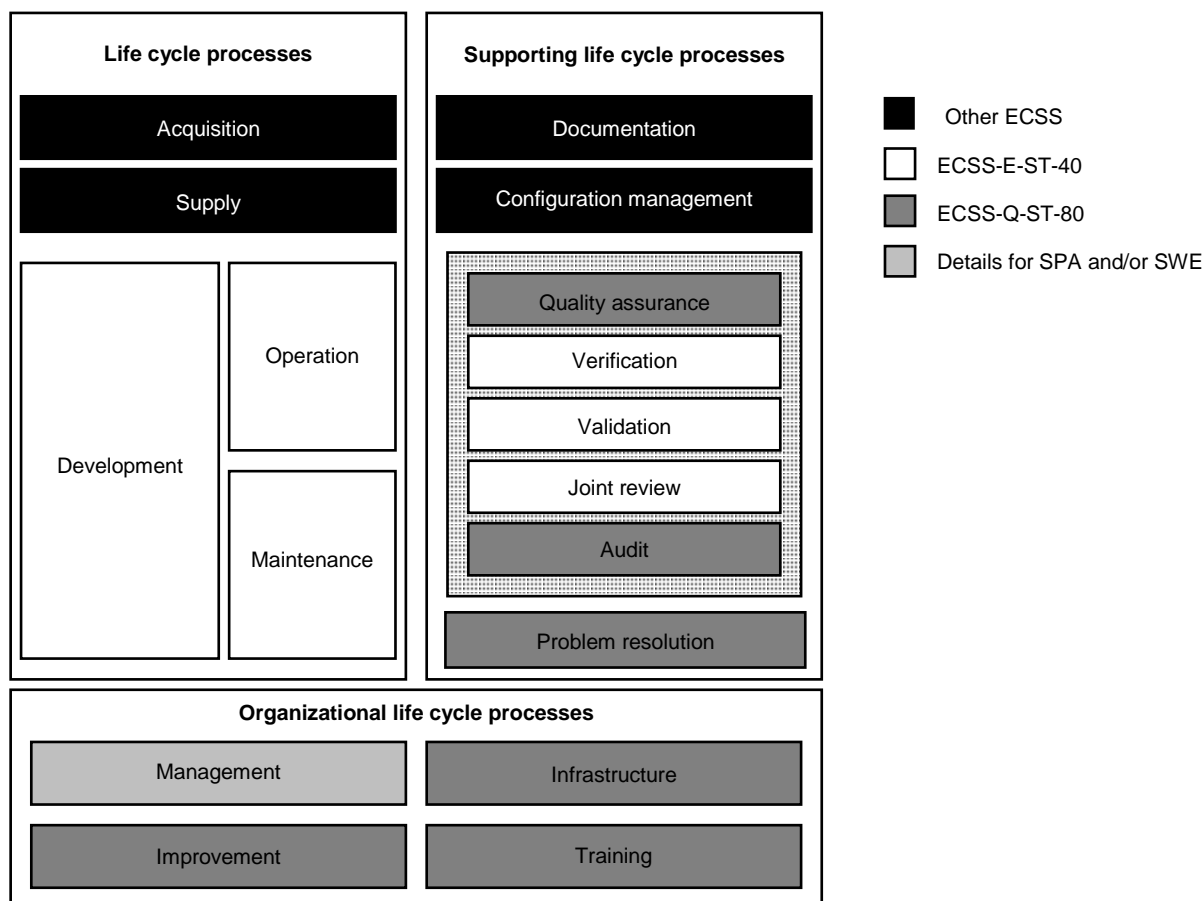 Life cycle processes
Acquisition
Supply
Development
Operation
Maintenance
Supporting life cycle processes
Documentation
Configuration management
Quality assurance
Verification
Validation
Joint review
Audit
Problem resolution
Organizational life cycle processes
Management
Infrastructure
Improvement
Training
Other ECSS
ECSS-E-ST-40
ECSS-Q-ST-80
Details for SPA and/or SWE